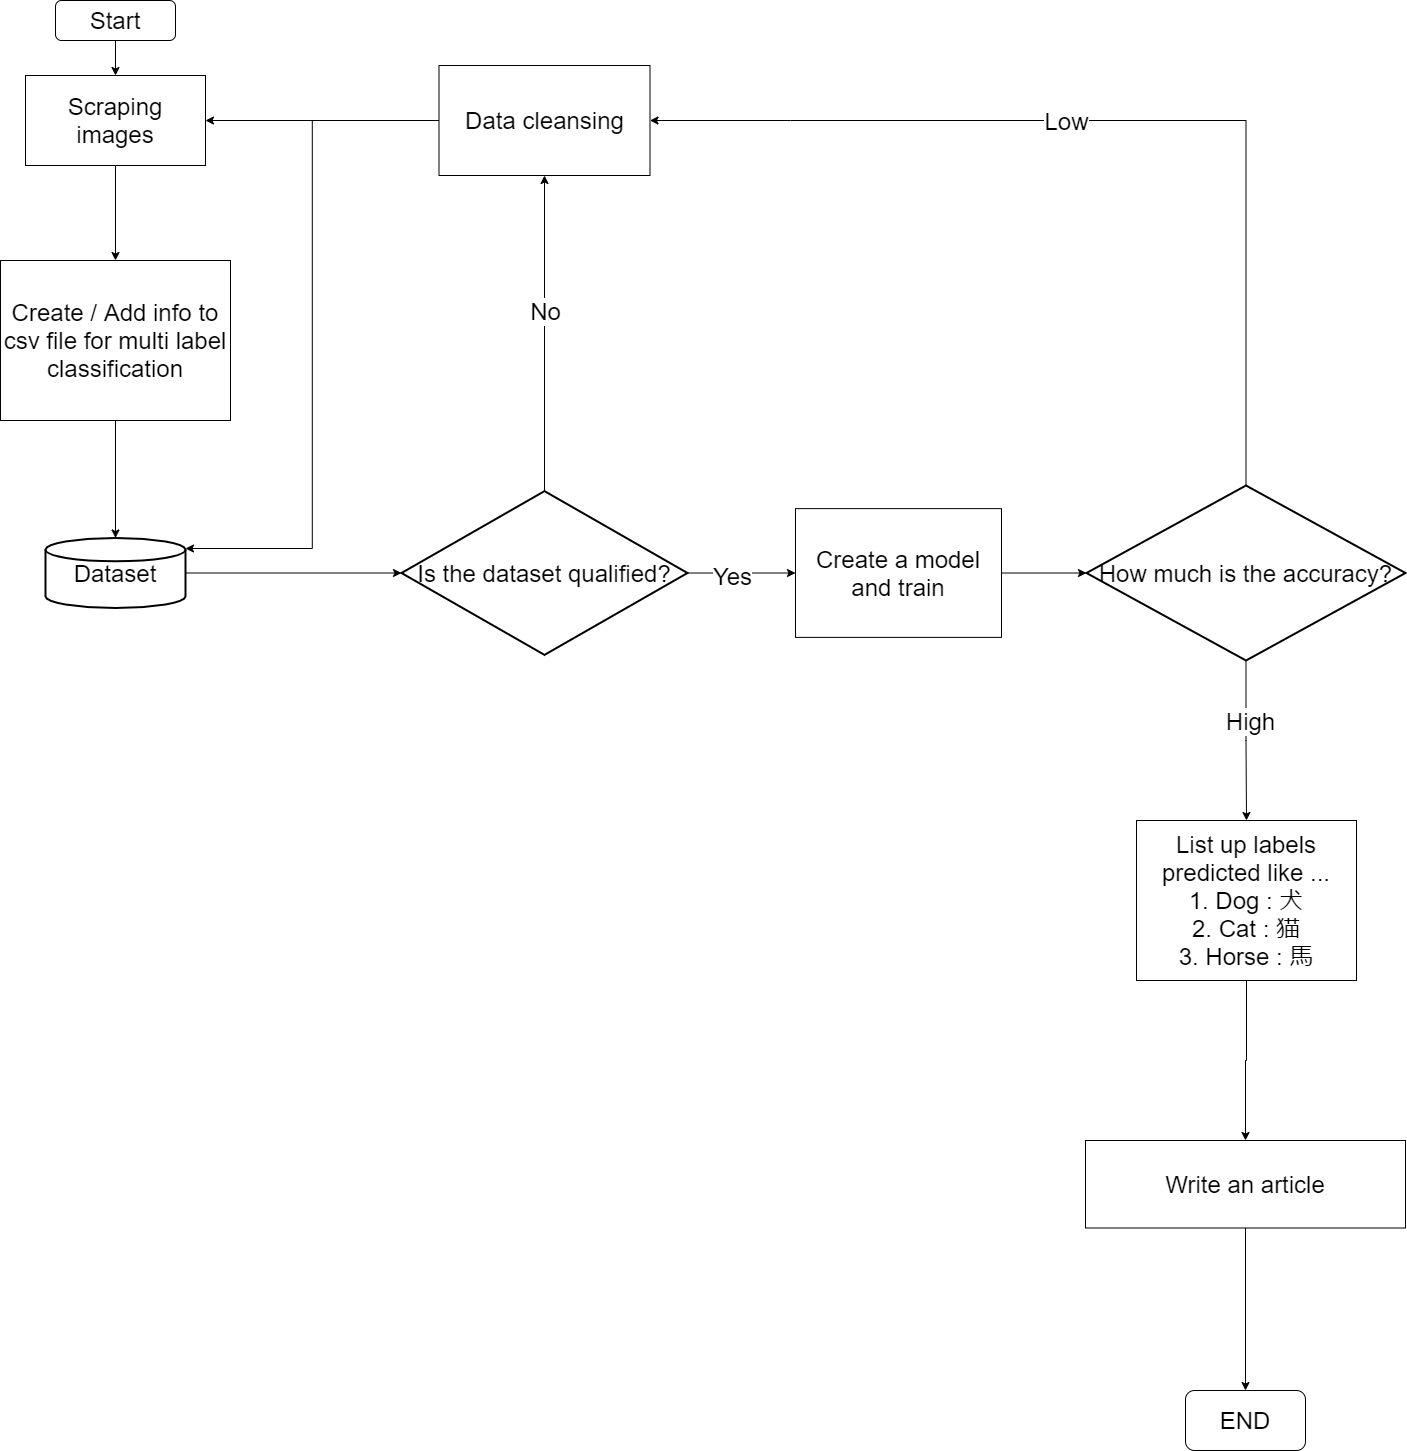 Start
Scraping
images
Data cleansing
Low
Create / Add info to
csv file for multi label
classification
No
Dataset
Is the dataset qualified?
Yes
Create a model
and train
How much is the accuracy?
High
List up labels
predicted like ...
1. Dog : 犬
2. Cat : 猫
3. Horse : 馬
Write an article
END